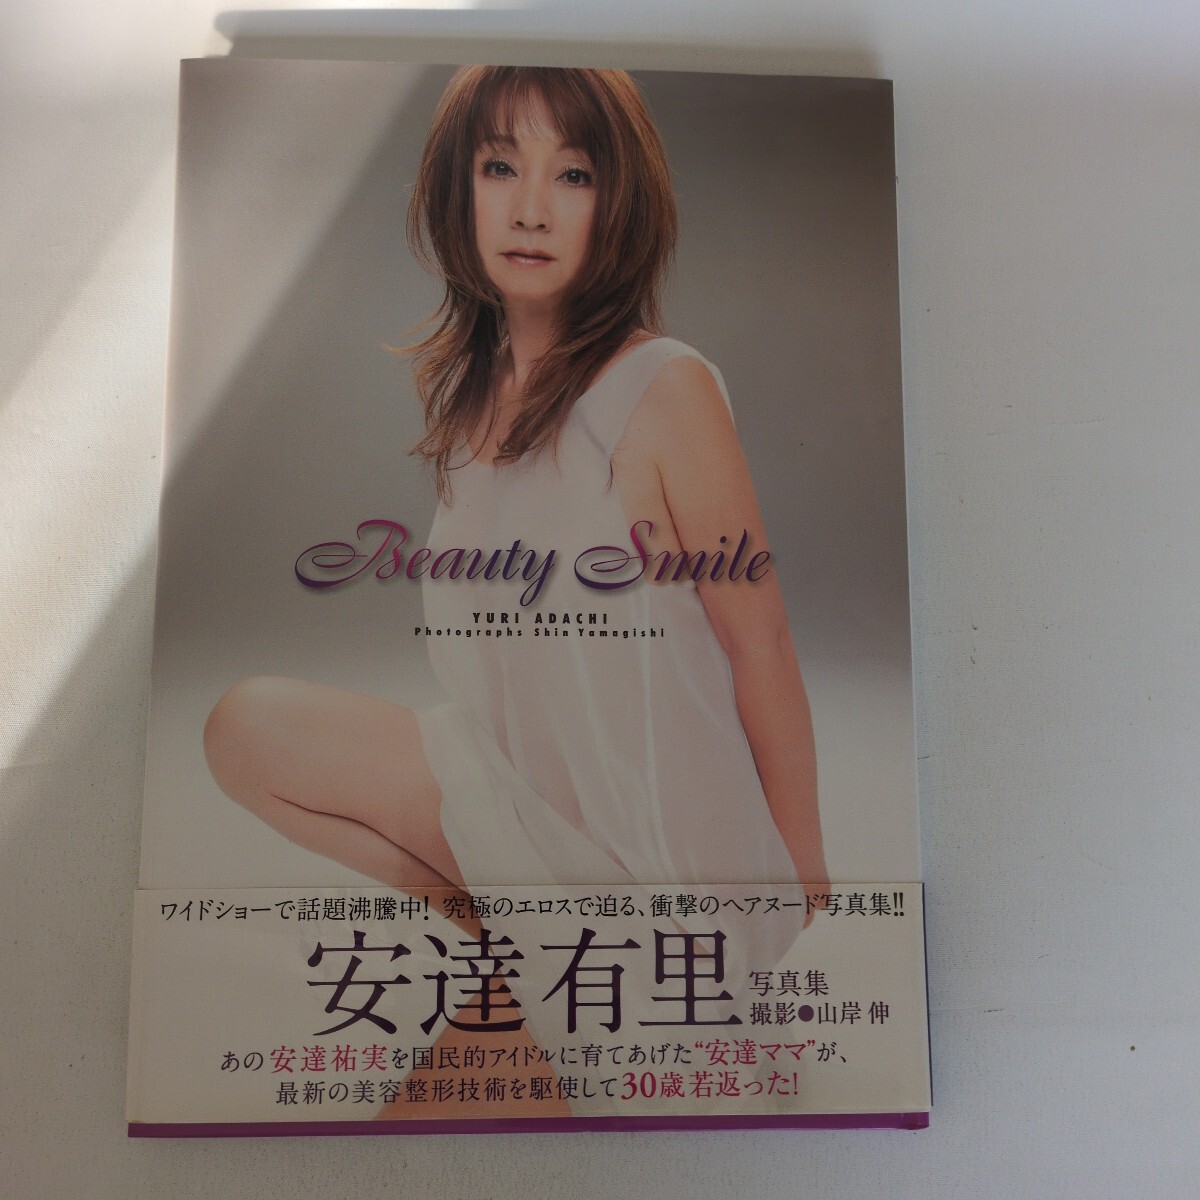 Beauty Smile
YURI ADACHI
Photographs Shin Yamagishi
ワイドショーで話題沸騰中! 究極のエロスで迫る、衝撃のヘアヌード写真集!!
安達有里 写真集
撮影●山岸 伸
あの安達祐実を国民的アイドルに育てあげた“安達ママ”が、
最新の美容整形技術を駆使して30歳若返った!